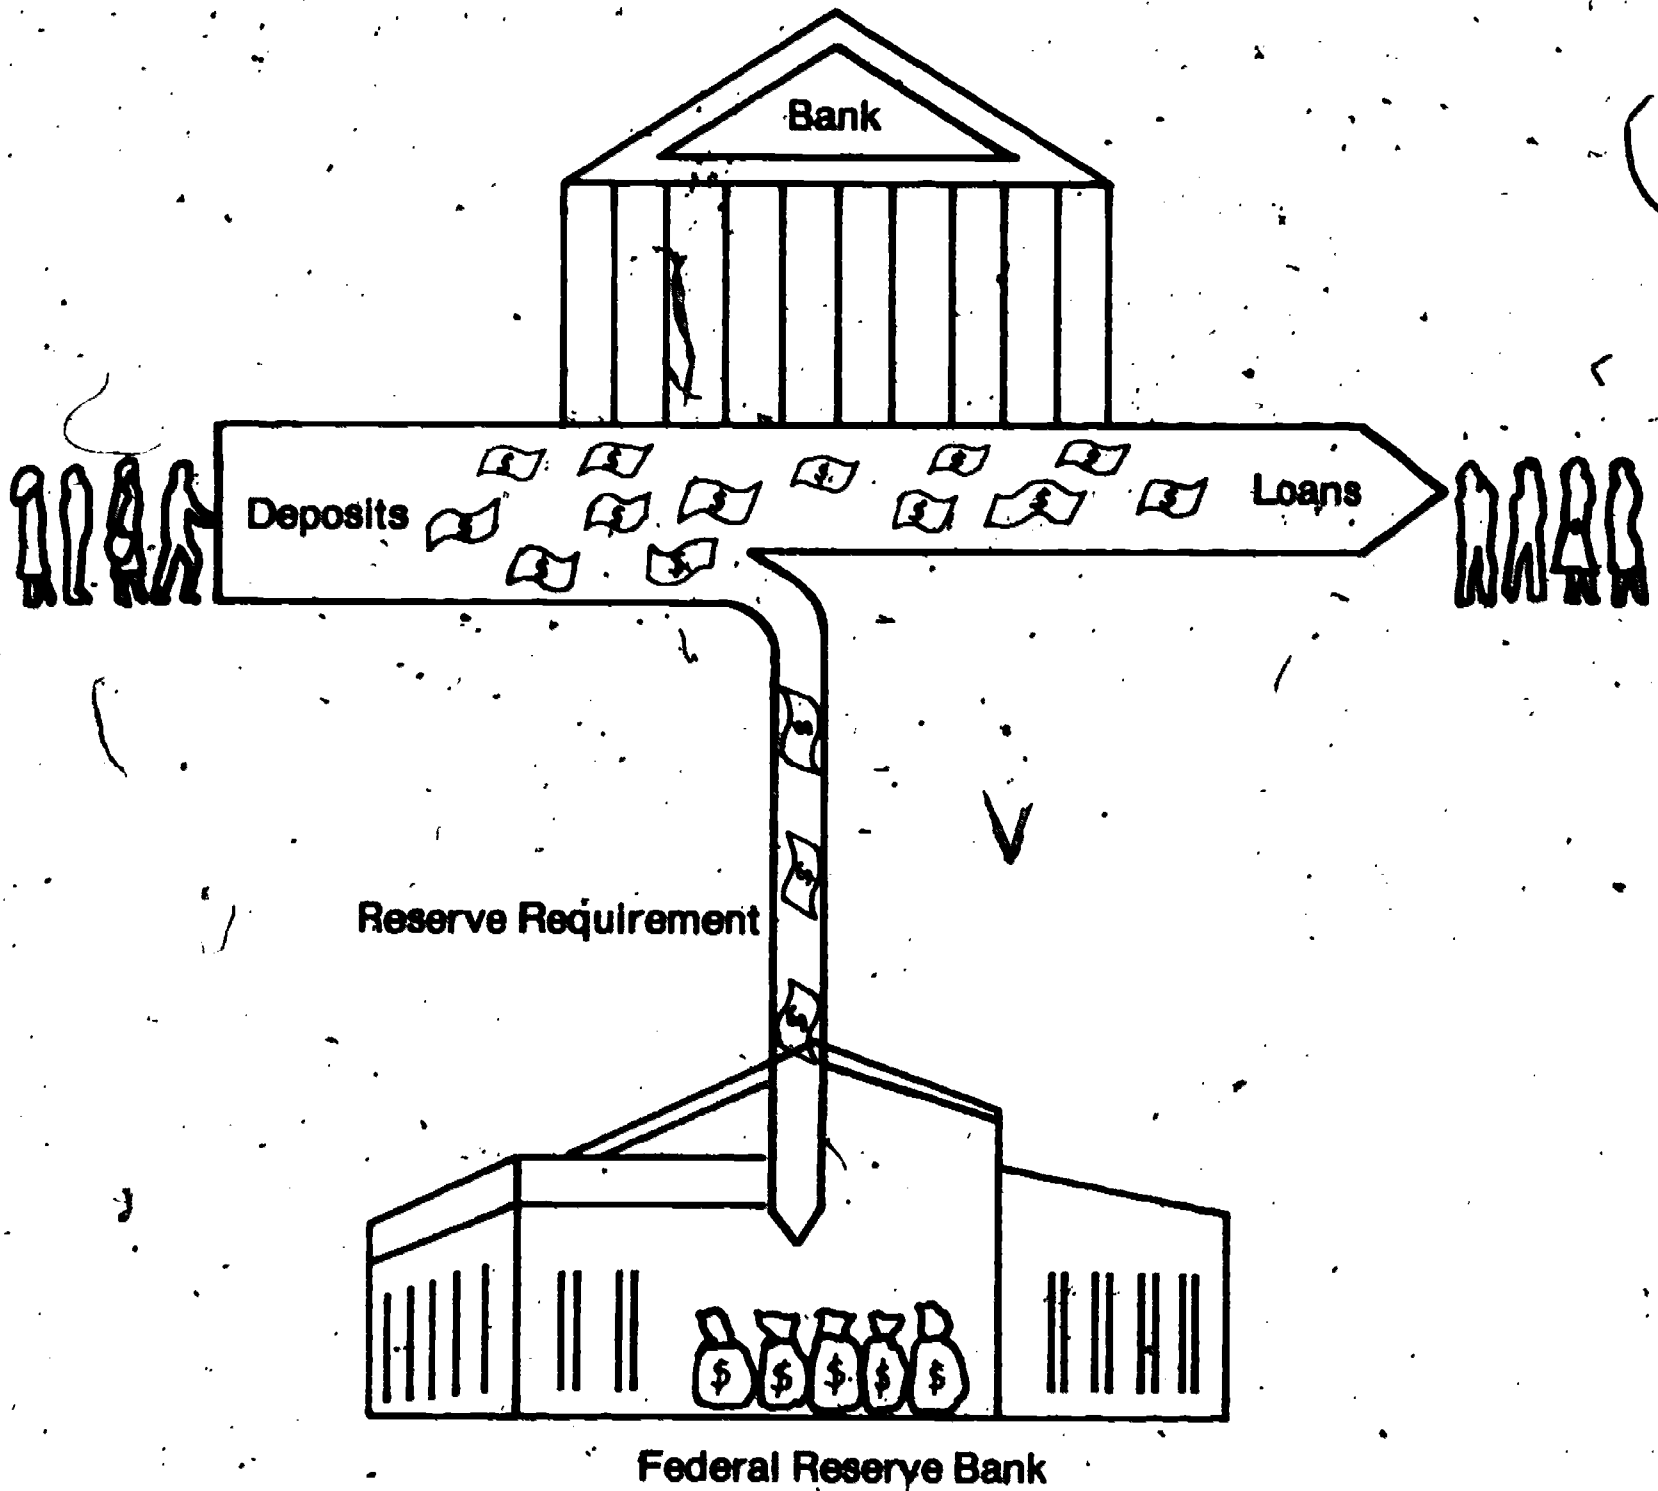 Bank
Deposits
Loans
Reserve Requirement
Federal Reserve Bank